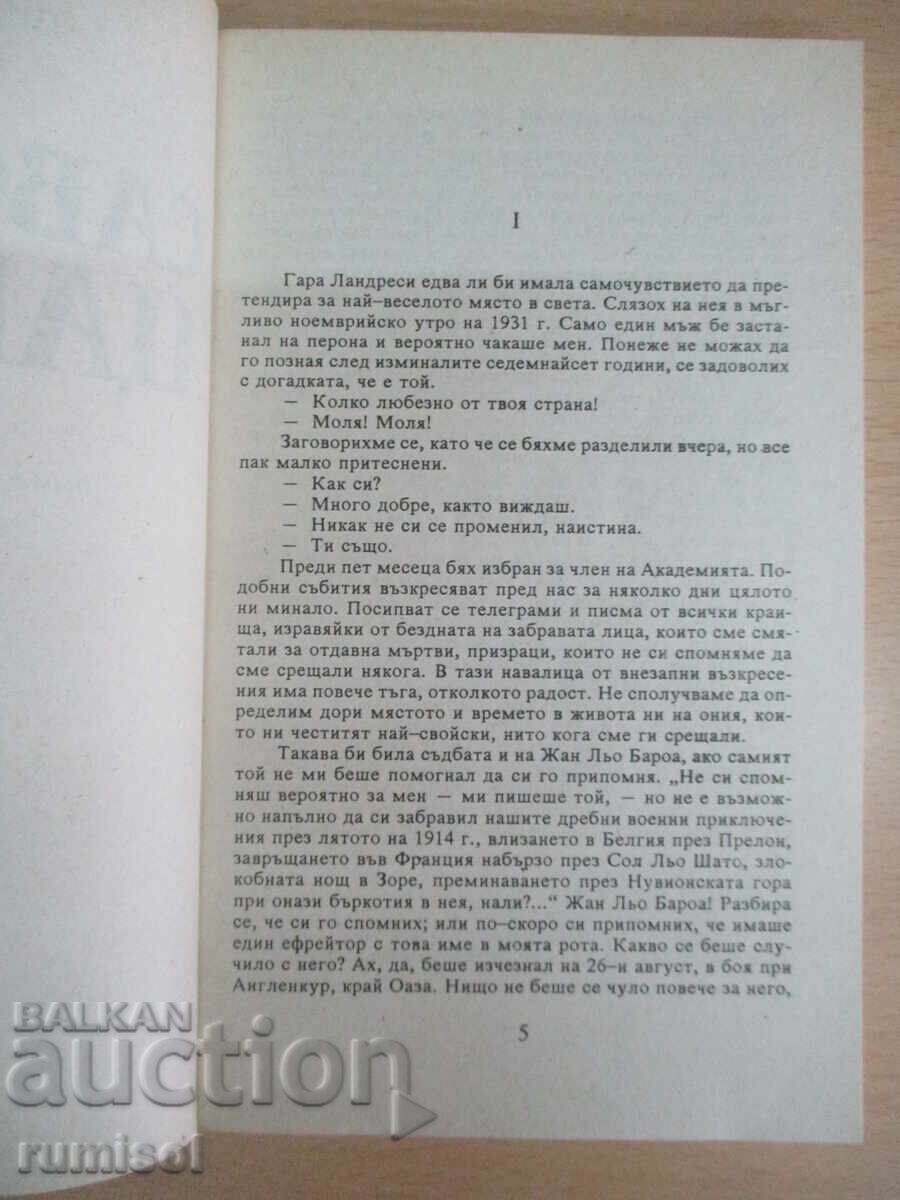 I
Гара Ландреси едва ли би имала самочувствието да пре-
тендира за най-веселото място в света. Слязох на нея в мъг-
ливо ноемврийско утро на 1931 г. Само един мъж бе заста-
нал на перона и вероятно чакаше мен. Понеже не можах да
го позная след изминалите седемнайсет години, се задоволих
с догадката, че е той.
— Колко любезно от твоя страна!
— Моля! Моля!
Заговорихме се, като че се бяхме разделили вчера, но все
пак малко притеснени.
— Как си?
— Много добре, както виждаш.
— Никак не си се променил, наистина.
— Ти също.
Преди пет месеца бях избран за член на Академията. По-
добни събития възкресяват пред нас за няколко дни цялото
ни минало. Посипват се телеграми и писма от всички краи-
ща, изравяйки от бездната на забравата лица, които сме смя-
тали за отдавна мъртви, призраци, които не си спомняме да
сме срещали някога. В тази навалица от внезапни възкресе-
ния има повече тъга, отколкото радост. Не сполучваме да оп-
ределим дори мястото и времето в живота ни на ония, кои-
то ни честитят най-свойски, нито кога сме ги срещали.
Такава би била съдбата и на Жан Льо Бароа, ако самият
той не ми беше помогнал да си го припомня. „Не си спом-
няш вероятно за мен — ми пишеше той, — но не е възмож-
но напълно да си забравил нашите дребни военни приключе-
ния през лятото на 1914 г., влизането в Белгия през Прелон,
завръщането във Франция набързо през Сол Льо Шато, зло-
кобната нощ в Зоре, преминаването през Нувионската гора
при онази бъркотия в нея, нали?...“ Жан Льо Бароа! Разбира
се, че си го спомних; или по-скоро си припомних, че имаше
един ефрейтор с това име в моята рота. Какво се беше слу-
чило с него? Ах, да, беше изчезнал на 26-и август, в боя при
Англенкур, край Оаза. Нищо не беше се чуло повече за него,
5
BALKAN
auction
rumisol